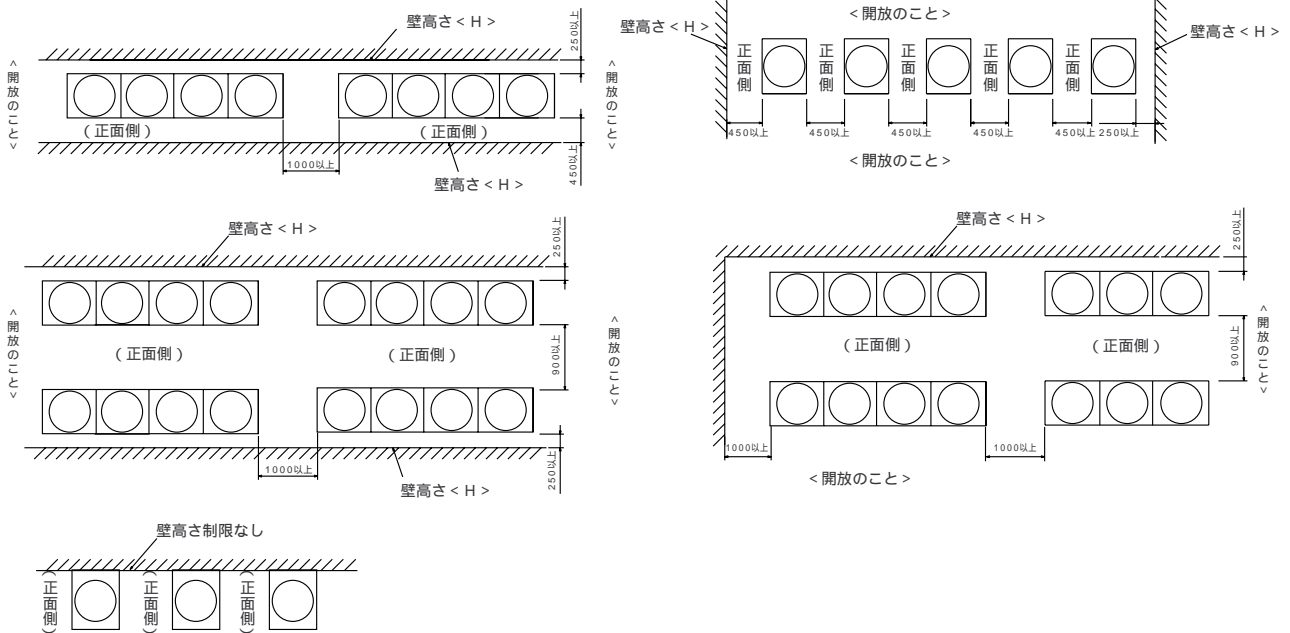 壁高さ<H>
250以上
<開放のこと>
<開放のこと>
(正面側)
(正面側)
1000以上
450以上
壁高さ<H>
壁高さ<H>
<開放のこと>
壁高さ<H>
正面側
正面側
正面側
正面側
正面側
450以上
450以上
450以上
450以上
450以上
250以上
<開放のこと>
壁高さ<H>
250以上
<開放のこと>
<開放のこと>
(正面側)
(正面側)
900以上
1000以上
250以上
壁高さ<H>
壁高さ<H>
250以上
(正面側)
(正面側)
900以上
<開放のこと>
1000以上
1000以上
<開放のこと>
壁高さ制限なし
(正面側)
(正面側)
(正面側)